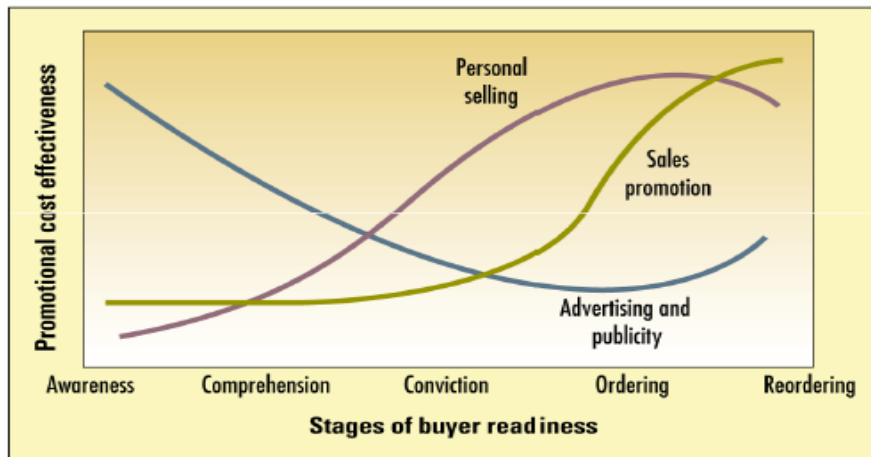 Promotional cost effectiveness
Personal
selling
Sales
promotion
Advertising and
publicity
Awareness Comprehension Conviction Ordering Reordering
Stages of buyer readiness